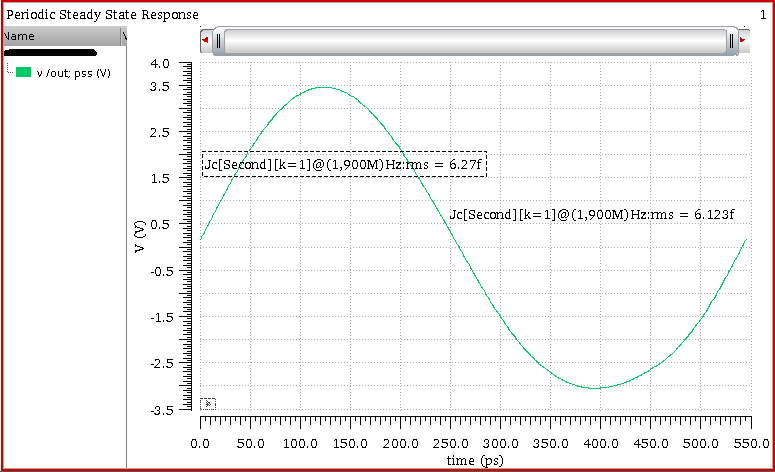 Periodic Steady State Response 1
Name V
v /out; pss (V)
4.0
3.5
2.5
1.5
0.5
-0.5
-1.5
-2.5
-3.5
V (V)
Jc[Second][k=1]@(1,900M)Hz:rms = 6.27f
Jc[Second][k=1]@(1,900M)Hz:rms = 6.123f
0.0 50.0 100.0 150.0 200.0 250.0 300.0 350.0 400.0 450.0 500.0 550.0
time (ps)